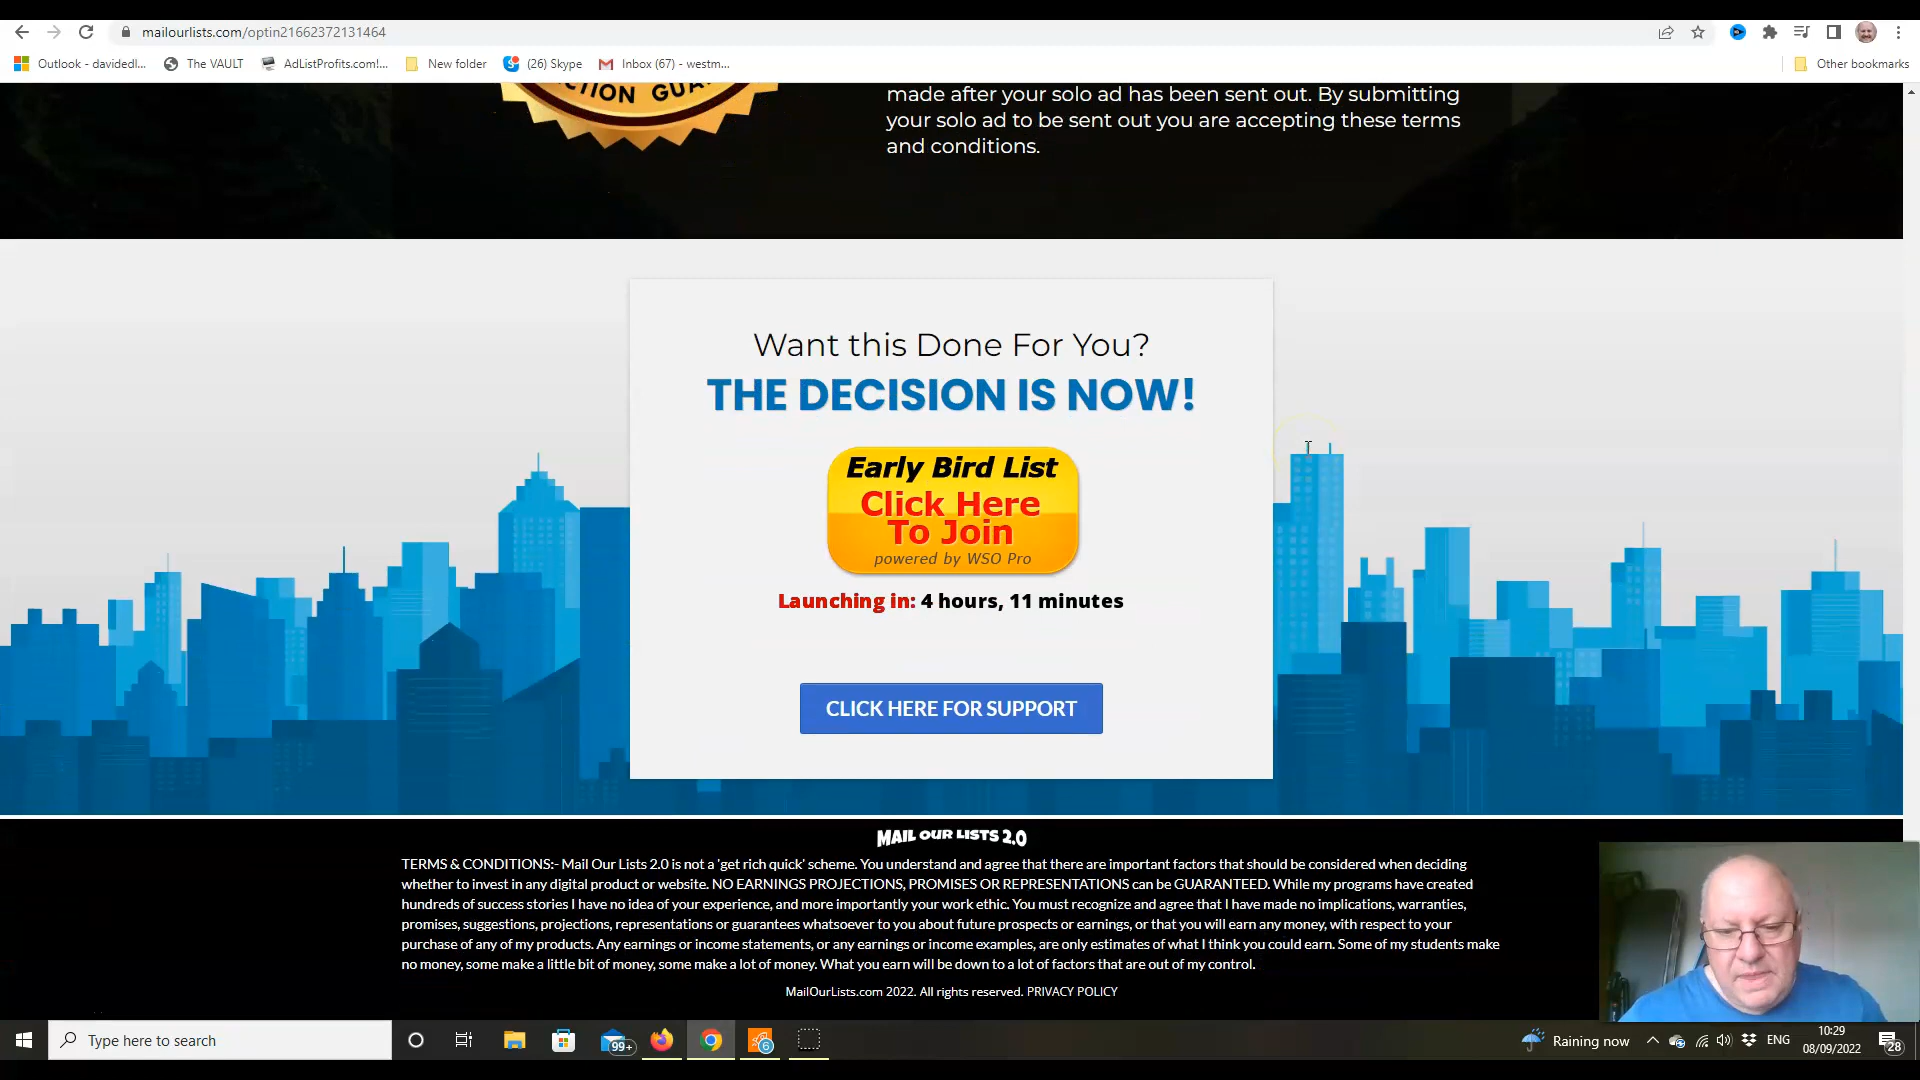 mailourlists.com/optin21662372131464
Outlook - davidedl...
The VAULT
AdListProfits.com!...
New folder
(26) Skype
Inbox (67) - westm...
Other bookmarks
made after your solo ad has been sent out. By submitting
your solo ad to be sent out you are accepting these terms
and conditions.
Want this Done For You?
THE DECISION IS NOW!
Early Bird List
Click Here
To Join
powered by WSO Pro
Launching in: 4 hours, 11 minutes
CLICK HERE FOR SUPPORT
MAIL OUR LISTS 2.0
TERMS & CONDITIONS:- Mail Our Lists 2.0 is not a 'get rich quick' scheme. You understand and agree that there are important factors that should be considered when deciding
whether to invest in any digital product or website. NO EARNINGS PROJECTIONS, PROMISES OR REPRESENTATIONS can be GUARANTEED. While my programs have created
hundreds of success stories I have no idea of your experience, and more importantly your work ethic. You must recognize and agree that I have made no implications, warranties,
promises, suggestions, projections, representations or guarantees whatsoever to you about future prospects or earnings, or that you will earn any money, with respect to your
purchase of any of my products. Any earnings or income statements, or any earnings or income examples, are only estimates of what I think you could earn. Some of my students make
no money, some make a little bit of money, some make a lot of money. What you earn will be down to a lot of factors that are out of my control.
MailOurLists.com 2022. All rights reserved. PRIVACY POLICY
Type here to search
99+
6
Raining now
ENG
10:29
08/09/2022
28